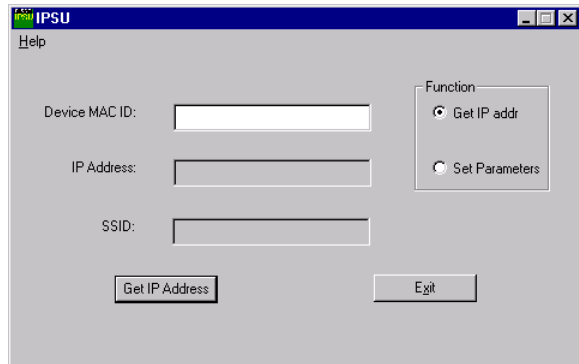 IPSU IPSU
Help
Function
Device MAC ID:
Get IP addr
IP Address:
Set Parameters
SSID:
Get IP Address
Exit